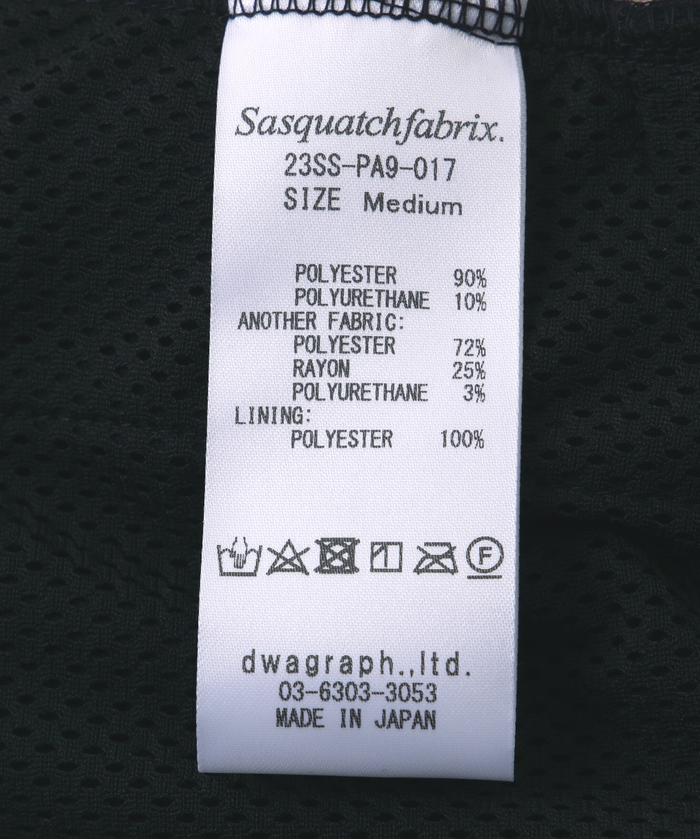 Sasquatchfabrix.
23SS-PA9-017
SIZE Medium
POLYESTER 90%
POLYURETHANE 10%
ANOTHER FABRIC:
POLYESTER 72%
RAYON 25%
POLYURETHANE 3%
LINING:
POLYESTER 100%
F
dwagraph.,ltd.
03-6303-3053
MADE IN JAPAN